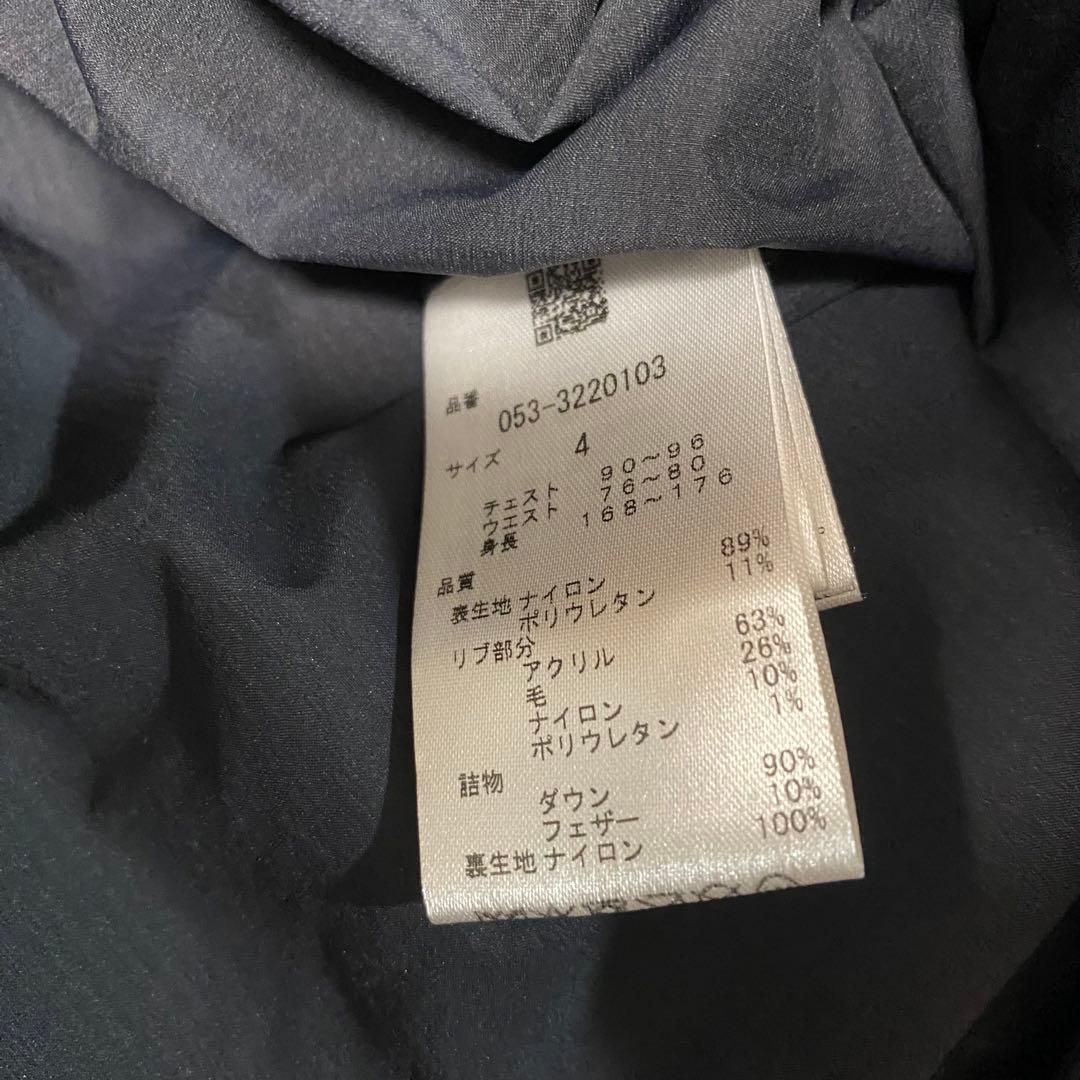 品番 053-3220103
サイズ 4
チェスト 90～96
ウエスト 76～80
身長 168～176
品質
表生地 ナイロン 89%
ポリウレタン 11%
リブ部分
アクリル 63%
毛 26%
ナイロン 10%
ポリウレタン 1%
詰物
ダウン 90%
フェザー 10%
裏生地 ナイロン 100%